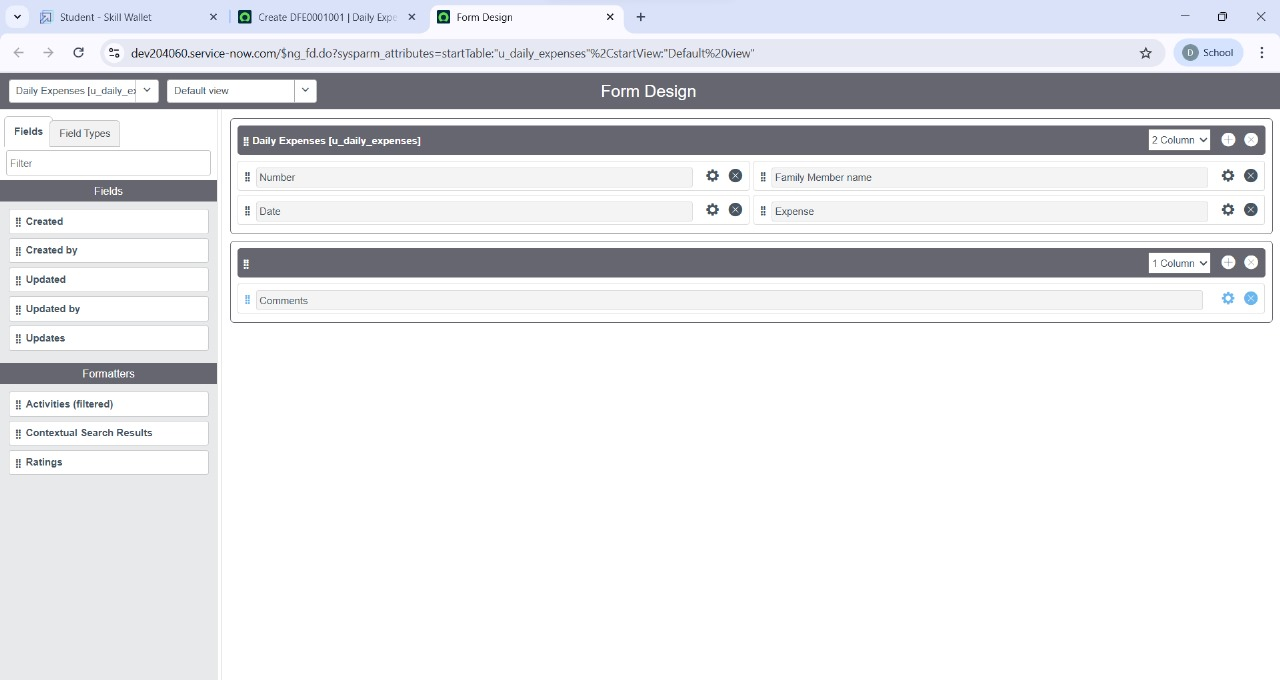 Student - Skill Wallet
Create DFE0001001 | Daily Expe
Form Design
dev204060.service-now.com/$ng_fd.do?sysparm_attributes=startTable:"u_daily_expenses"%2CstartView:"Default%20view"
D School
Daily Expenses [u_daily_ex
Default view
Form Design
Fields
Field Types
Filter
Fields
Created
Created by
Updated
Updated by
Updates
Formatters
Activities (filtered)
Contextual Search Results
Ratings
Daily Expenses [u_daily_expenses]
2 Column
Number
Family Member name
Date
Expense
1 Column
Comments